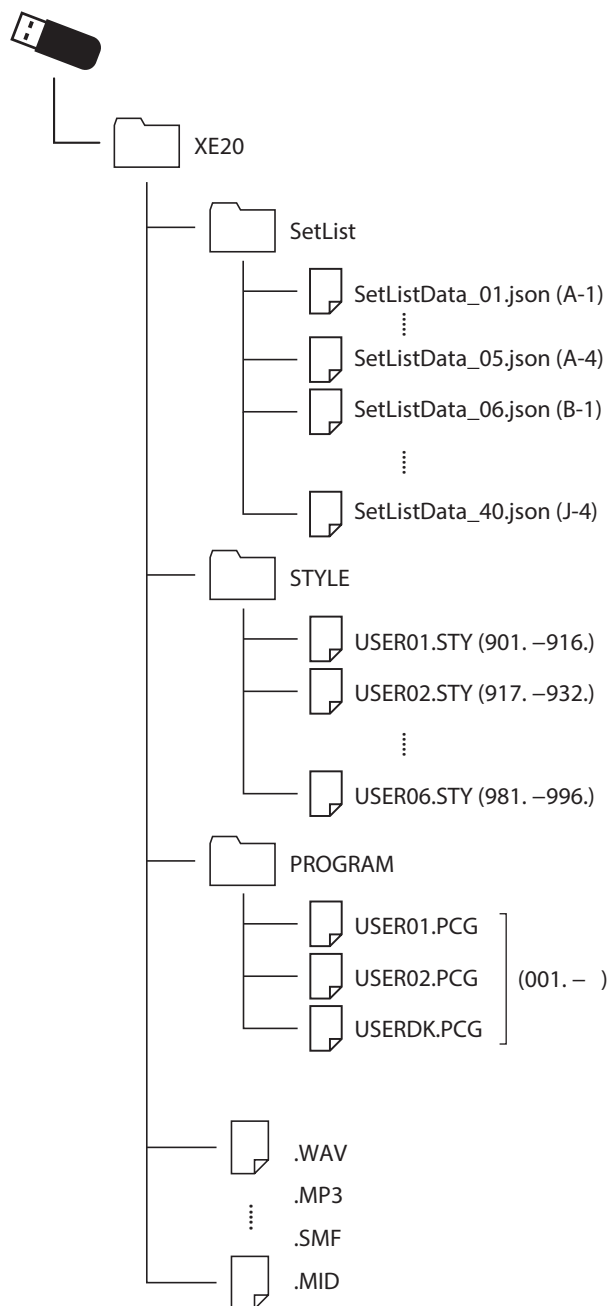 XE20
SetList
SetListData_01.json (A-1)
SetListData_05.json (A-4)
SetListData_06.json (B-1)
SetListData_40.json (J-4)
STYLE
USER01.STY (901. –916.)
USER02.STY (917. –932.)
USER06.STY (981. –996.)
PROGRAM
USER01.PCG
USER02.PCG (001. –   )
USERDK.PCG
.WAV
.MP3
.SMF
.MID